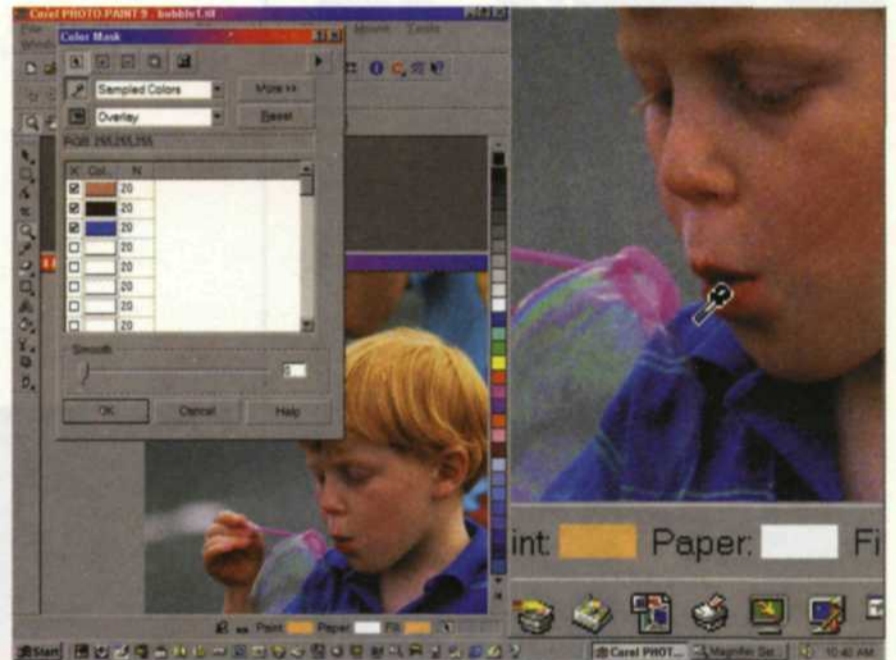 Corel PHOTO-PAINT 9 - bubble1.tif
Color Mask
Sampled Colors
More >>
Overlay
Reset
RGB: 255,255,255
Col... N
20
20
20
20
20
20
20
20
Smooth
OK Cancel Help
Paint: Paper: Fill:
int: Paper: Fi
Start
Corel PHOT...
Magnifier Set...
10:40 AM